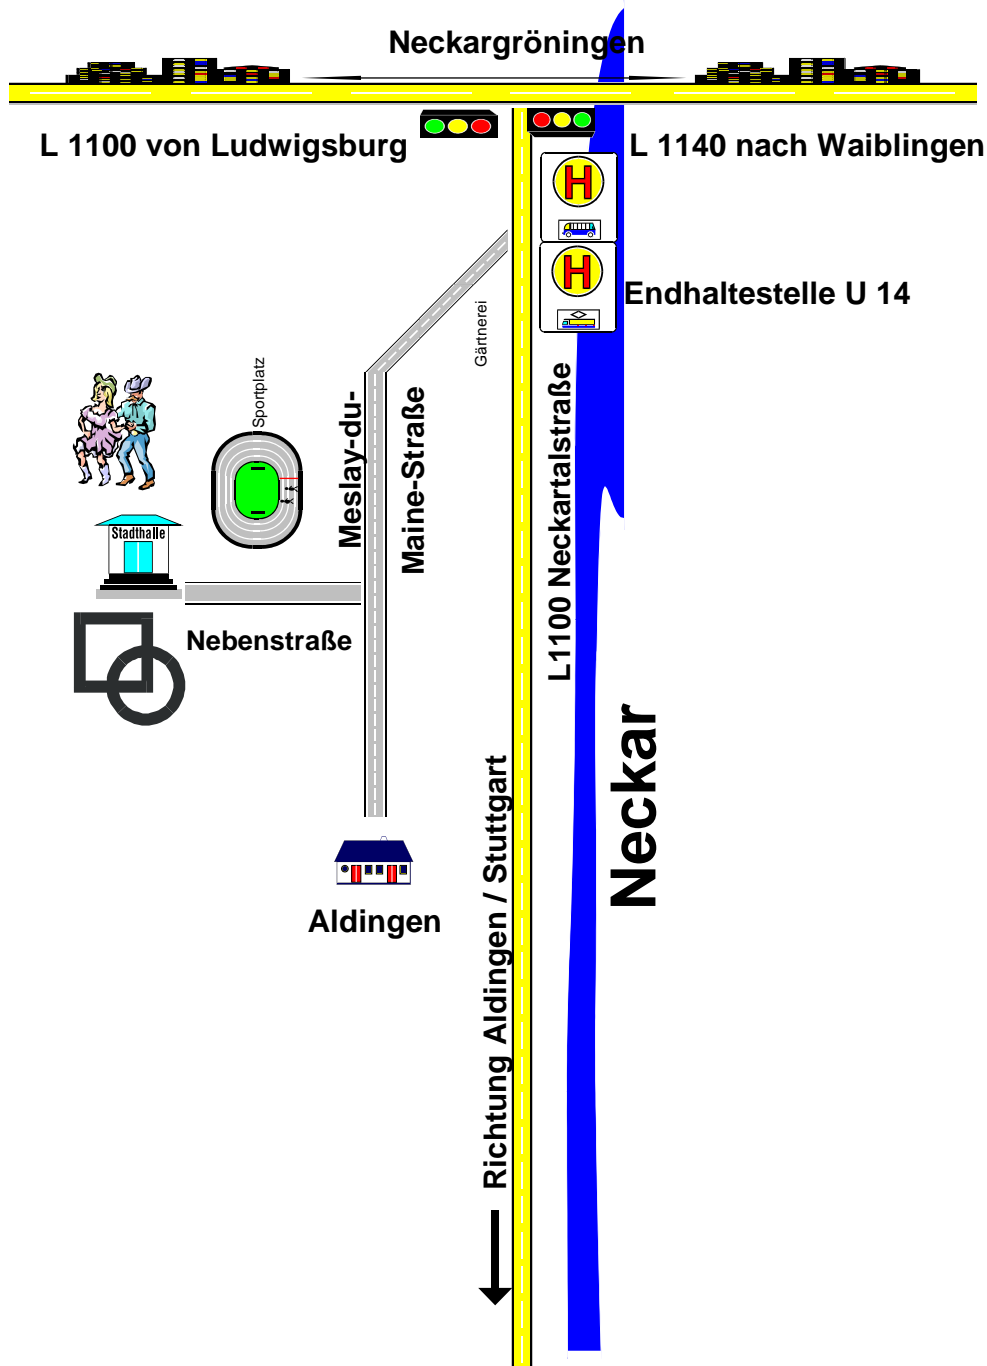 Neckargröningen
L 1100 von Ludwigsburg
L 1140 nach Waiblingen
H
H
Endhaltestelle U 14
Gärtnerei
Sportplatz
Meslay-du-
Maine-Straße
L1100 Neckartalstraße
Stadthalle
Nebenstraße
Neckar
Richtung Aldingen / Stuttgart
Aldingen